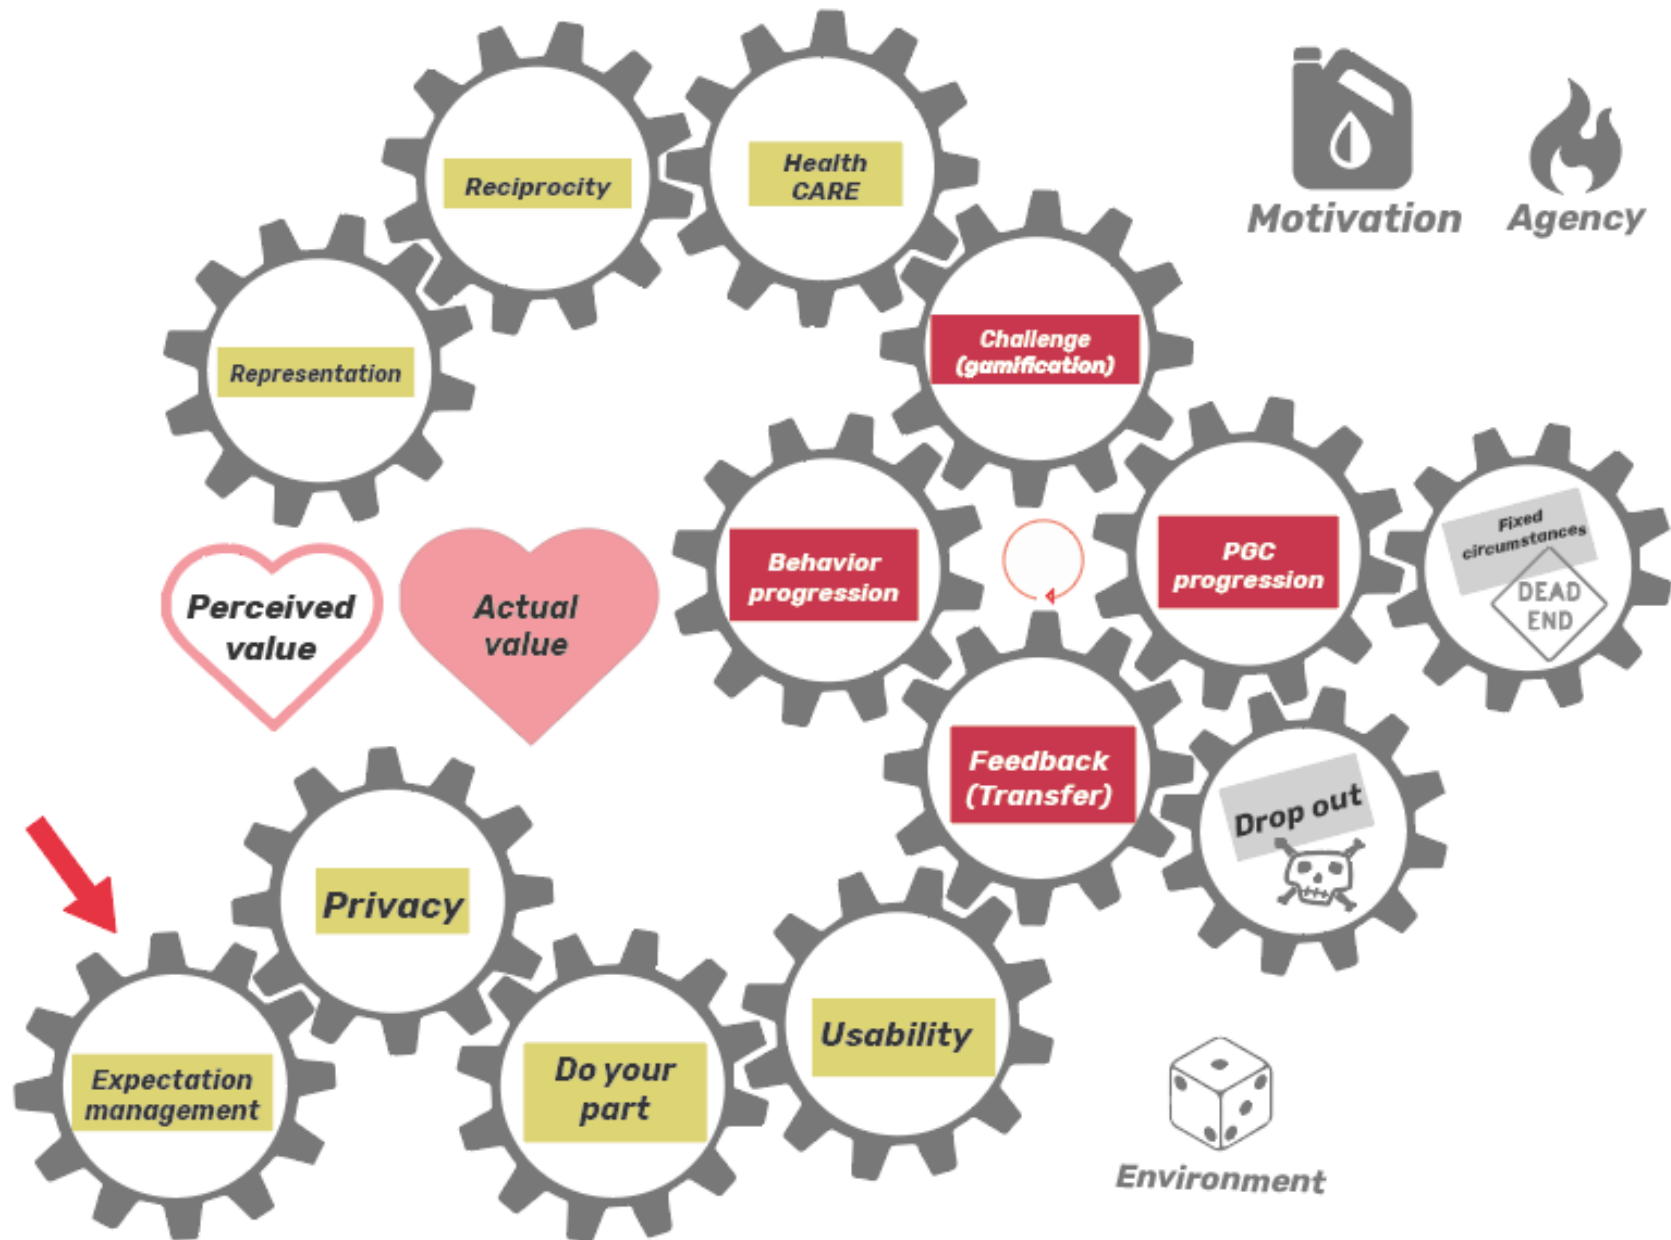 Reciprocity
Health
CARE
Motivation
Agency
Representation
Challenge
(gamification)
Behavior
progression
PGC
progression
Fixed
circumstances
DEAD
END
Perceived
value
Actual
value
Feedback
(Transfer)
Drop out
Privacy
Expectation
management
Do your
part
Usability
Environment